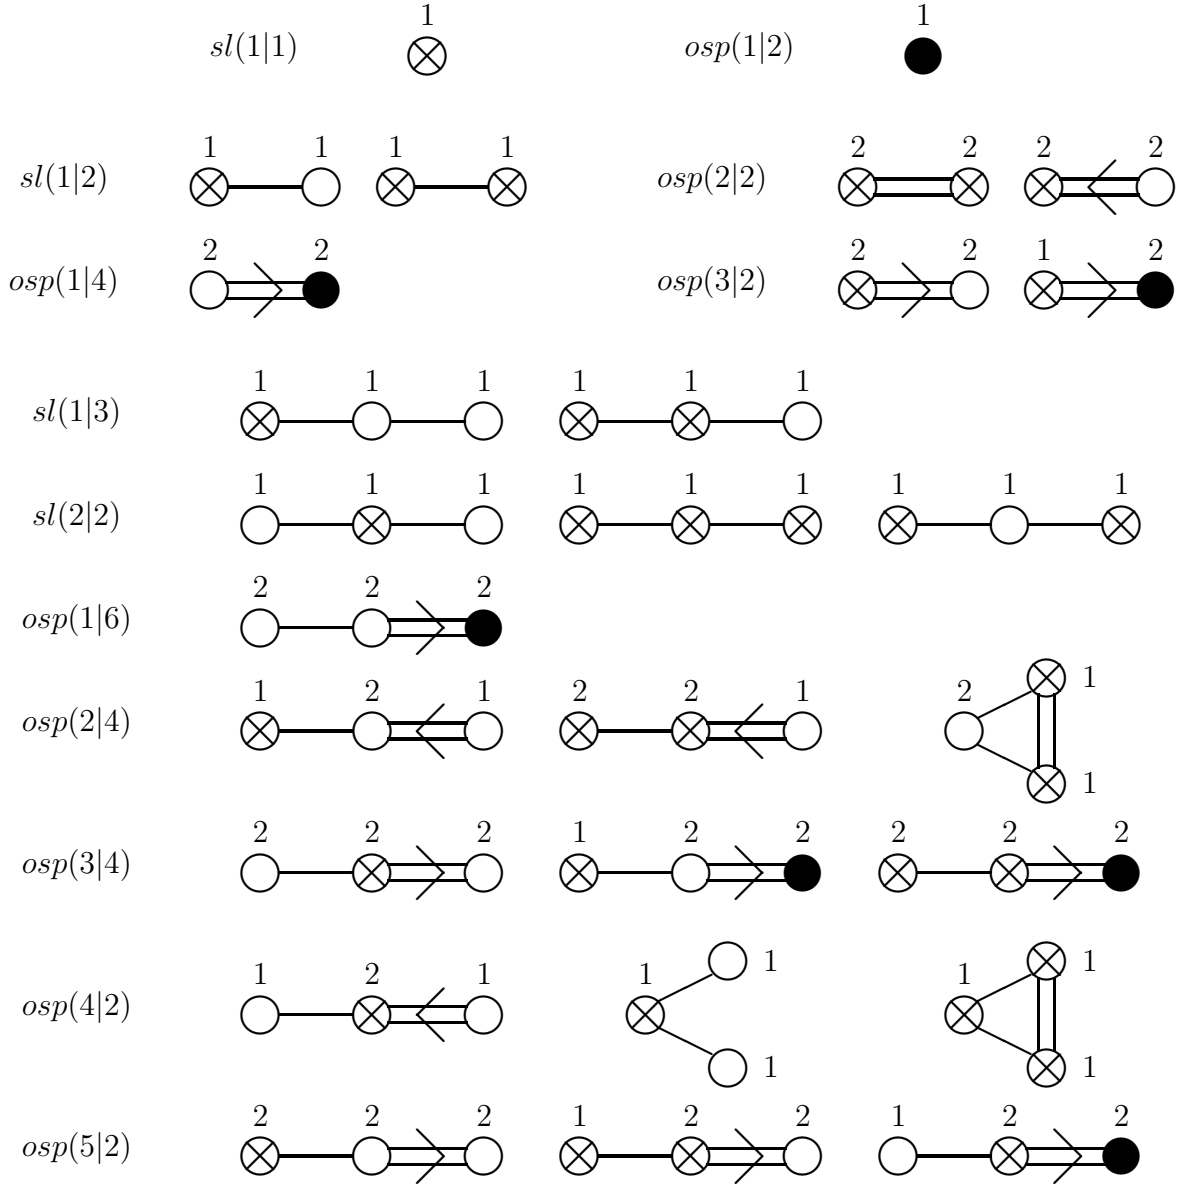 1 1
sl(1|1) osp(1|2)
1 1 1 1 2 2 2 2
sl(1|2) osp(2|2)
2 2 2 2 1 2
osp(1|4) osp(3|2)
1 1 1 1 1 1
sl(1|3)
1 1 1 1 1 1 1 1 1
sl(2|2)
2 2 2
osp(1|6)
1
1 2 1 2 2 1 2
osp(2|4)
1
2 2 2 1 2 2 2 2 2
osp(3|4)
1 1
1 2 1 1 1
osp(4|2)
1 1
2 2 2 1 2 2 1 2 2
osp(5|2)